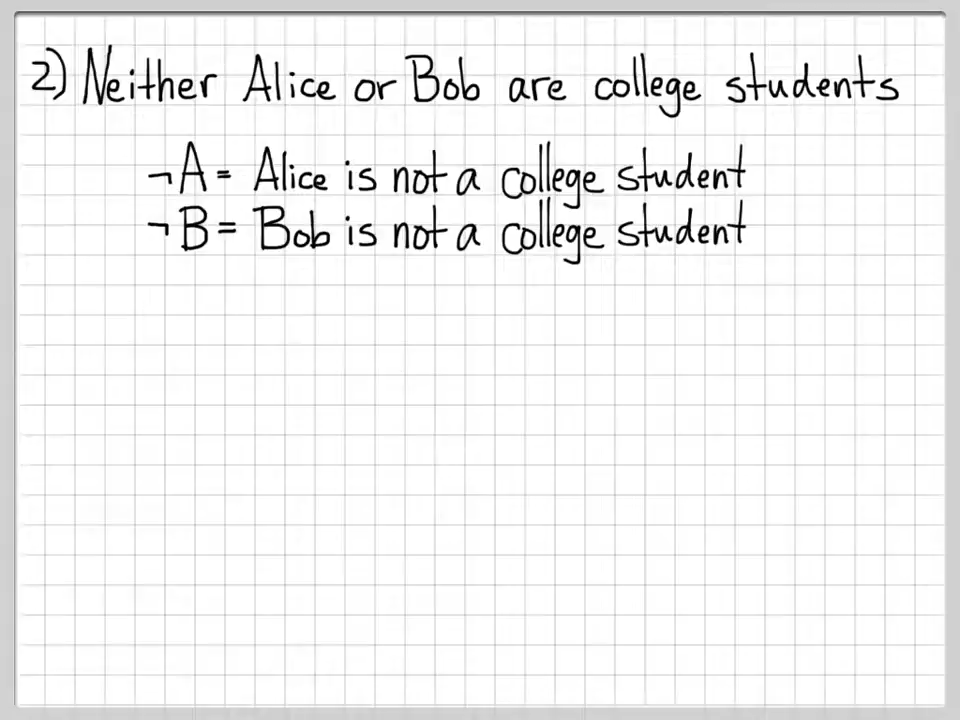 2) Neither Alice or Bob are college students
¬A = Alice is not a college student
¬B = Bob is not a college student